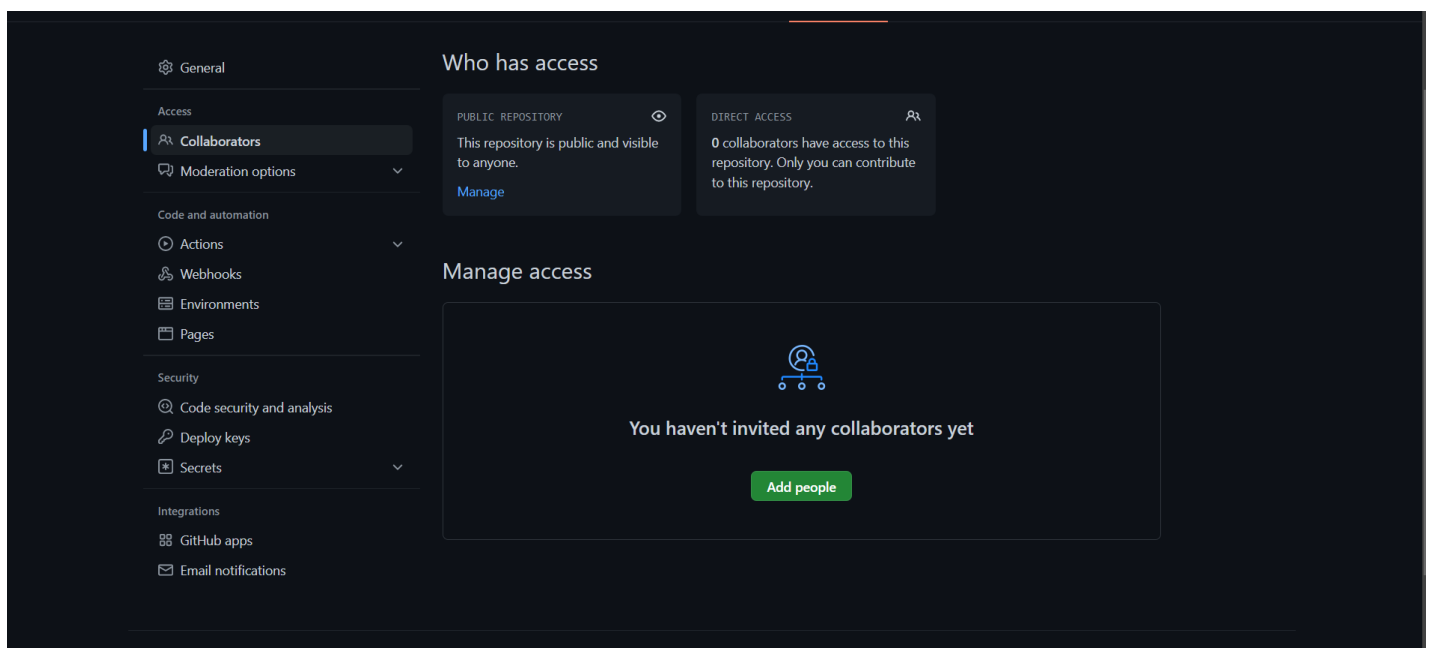 General
Access
Collaborators
Moderation options
Code and automation
Actions
Webhooks
Environments
Pages
Security
Code security and analysis
Deploy keys
Secrets
Integrations
GitHub apps
Email notifications
Who has access
PUBLIC REPOSITORY
This repository is public and visible
to anyone.
Manage
DIRECT ACCESS
0 collaborators have access to this
repository. Only you can contribute
to this repository.
Manage access
You haven't invited any collaborators yet
Add people